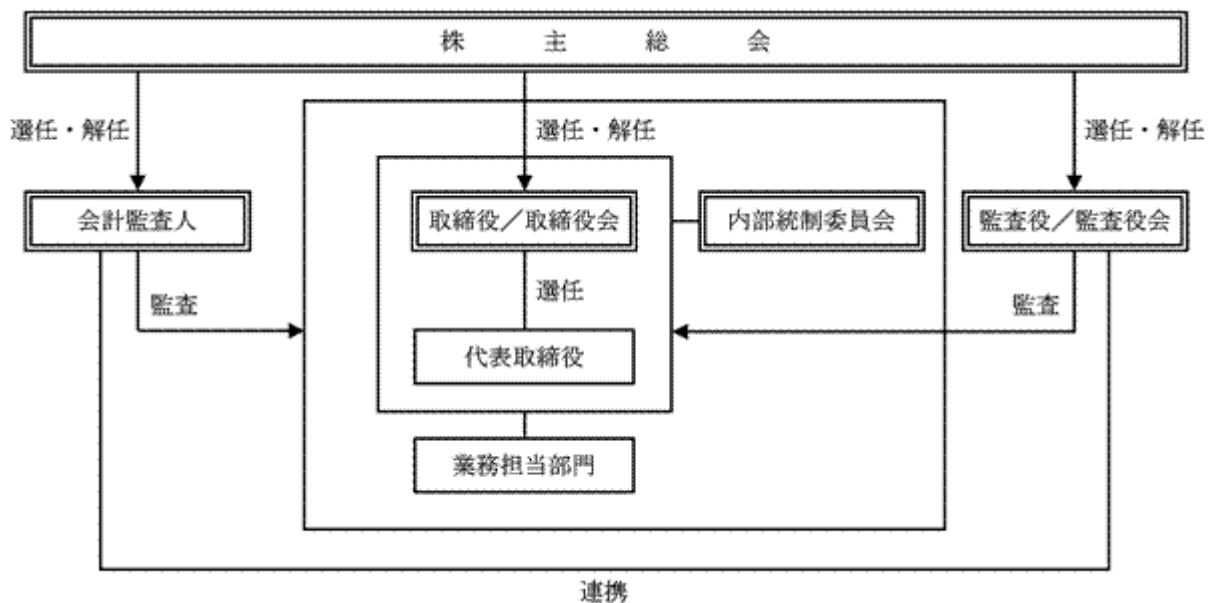 株主総会
選任・解任
選任・解任
選任・解任
会計監査人
取締役／取締役会
内部統制委員会
監査役／監査役会
監査
選任
監査
代表取締役
業務担当部門
連携